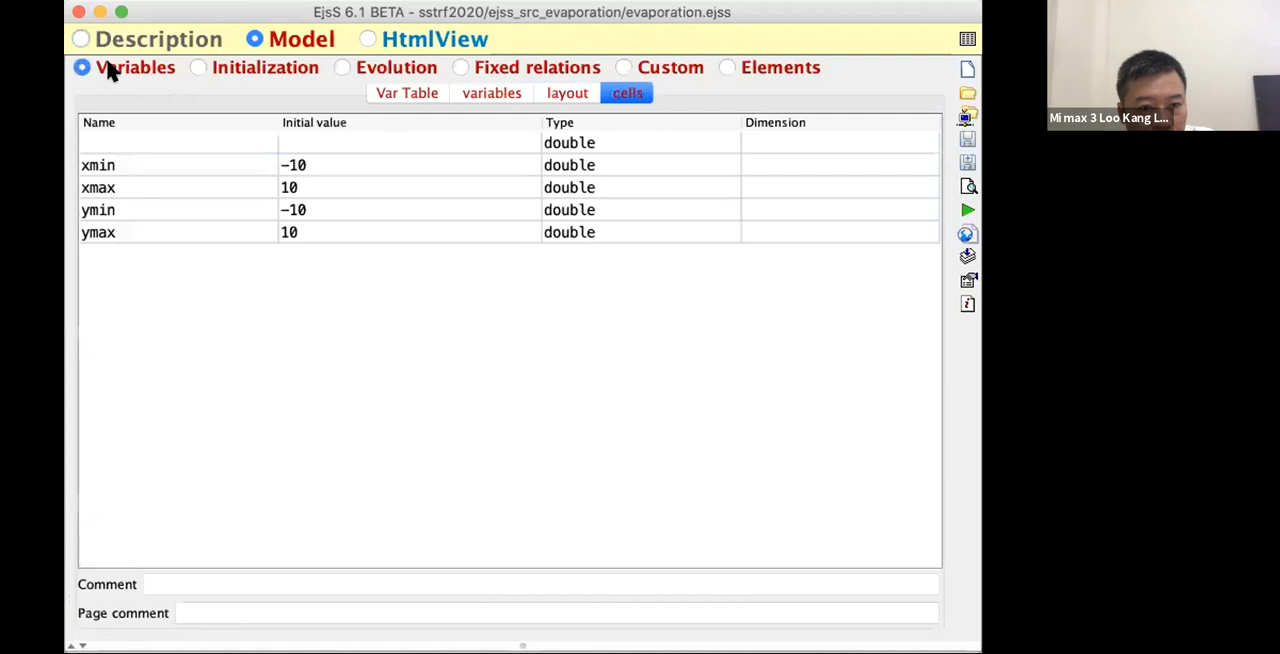 EjsS 6.1 BETA - sstrf2020/ejss_src_evaporation/evaporation.ejss
Description Model HtmlView
Variables Initialization Evolution Fixed relations Custom Elements
Var Table variables layout cells
Name Initial value Type Dimension
double
xmin -10 double
xmax 10 double
ymin -10 double
ymax 10 double
Comment
Page comment
Mi max 3 Loo Kang L...